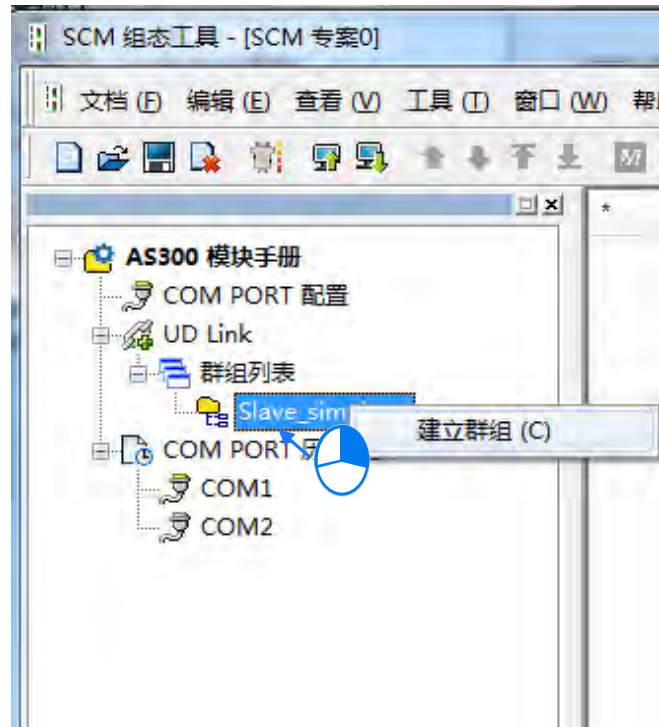 SCM 组态工具 - [SCM 专案0]
文档 (F) 编辑 (E) 查看 (V) 工具 (T) 窗口 (W)
*
AS300 模块手册
COM PORT 配置
UD Link
群组列表
建立群组 (C)
COM PORT
COM1
COM2